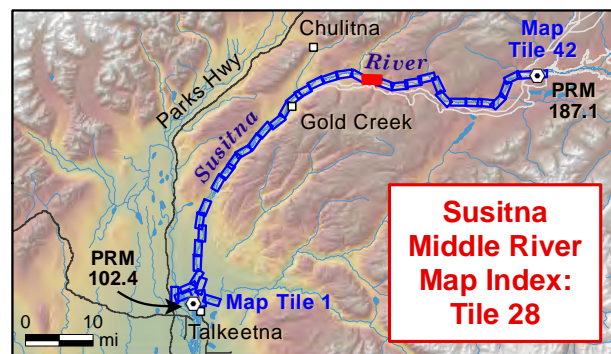 Chulitna
Map
Tile 42
Parks Hwy
River
PRM
187.1
Gold Creek
Susitna
PRM
102.4
Map Tile 1
Talkeetna
0 10
mi
Susitna
Middle River
Map Index:
Tile 28